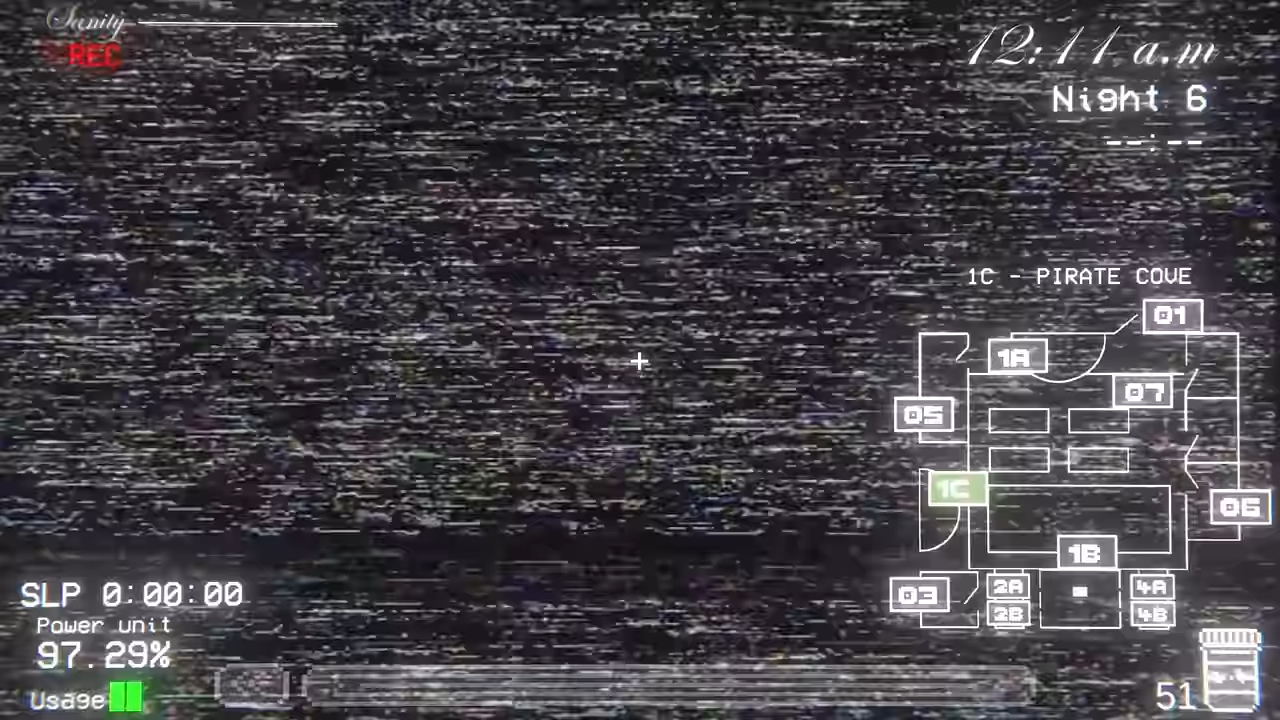 Sanity
REC
12:11 a.m
Night 6
--:--
1C - PIRATE COVE
01
1A
07
05
1C
06
1B
03
2A
4A
2B
4B
SLP 0:00:00
Power unit
97.29%
Usage
51